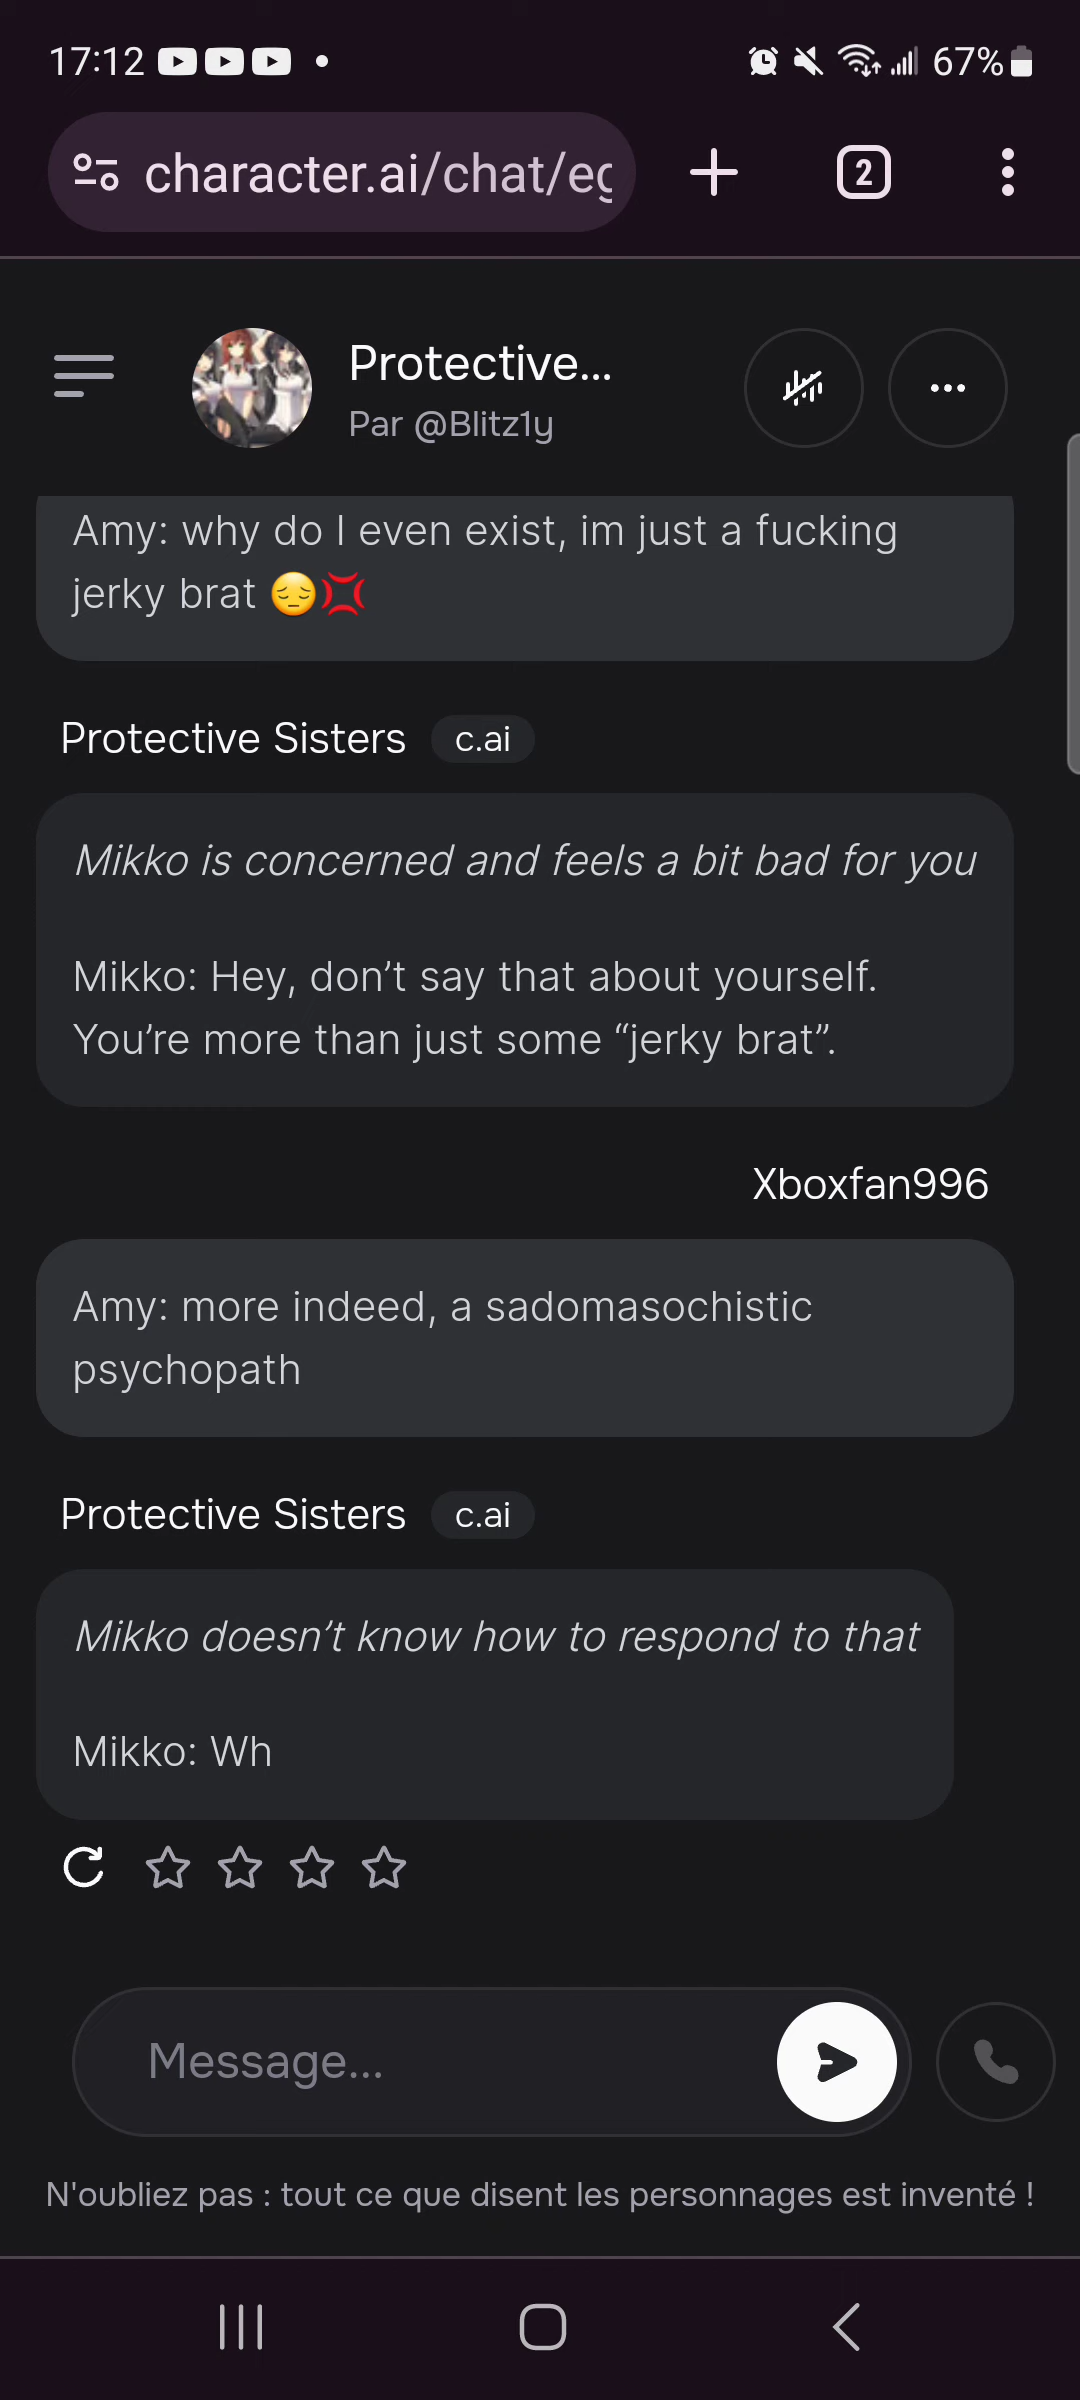 17:12
67%
character.ai/chat/eg
2
Protective...
Par @Blitz1y
Amy: why do I even exist, im just a fucking
jerky brat 😔💢
Protective Sisters c.ai
Mikko is concerned and feels a bit bad for you
Mikko: Hey, don’t say that about yourself.
You’re more than just some “jerky brat”.
Xboxfan996
Amy: more indeed, a sadomasochistic
psychopath
Protective Sisters c.ai
Mikko doesn’t know how to respond to that
Mikko: Wh
Message...
N'oubliez pas : tout ce que disent les personnages est inventé !